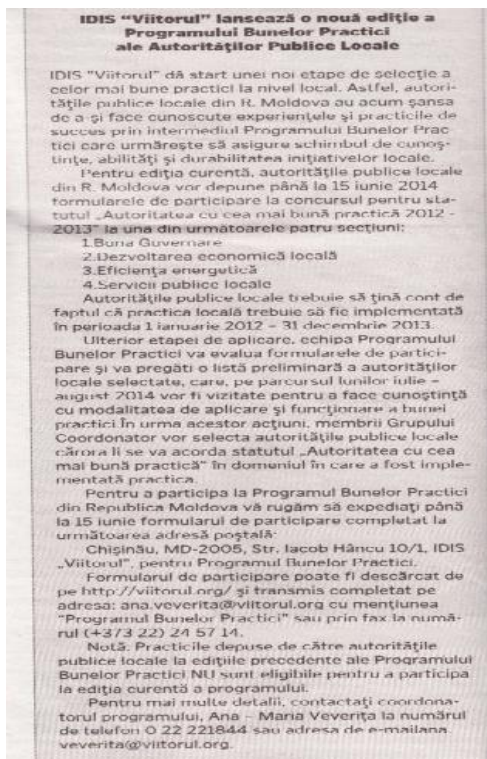 IDIS "Viitorul" lansează o nouă ediție a
Programului Bunelor Practici
ale Autorităților Publice Locale
IDIS "Viitorul" dă start unei noi etape de selecție a
celor mai bune practici la nivel local. Astfel, autori-
tățile publice locale din R. Moldova au acum șansa
de a-și face cunoscute experiențele și practicile de
succes prin intermediul Programului Bunelor Prac
tici care urmărește să asigure schimbul de cunoș-
tințe, abilități și durabilitatea inițiativelor locale.
Pentru ediția curentă, autoritățile publice locale
din R. Moldova vor depune până la 15 iunie 2014
formularele de participare la concursul pentru sta-
tutul „Autoritatea cu cea mai bună practică 2012 -
2013" la una din următoarele patru secțiuni:
1.Buna Guvernare
2.Dezvoltarea economică locală
3.Eficiența energetică
4.Servicii publice locale
Autoritățile publice locale trebuie să țină cont de
faptul că practica locală trebuie să fie implementată
în perioada 1 ianuarie 2012 – 31 decembrie 2013.
Ulterior etapei de aplicare, echipa Programului
Bunelor Practici va evalua formularele de partici-
pare și va pregăti o listă preliminară a autorităților
locale selectate, care, pe parcursul lunilor iulie –
august 2014 vor fi vizitate pentru a face cunoștință
cu modalitatea de aplicare și funcționare a bunei
practici. În urma acestor acțiuni, membrii Grupului
Coordonator vor selecta autoritățile publice locale
cărora li se va acorda statutul „Autoritatea cu cea
mai bună practică" în domeniul în care a fost imple-
mentată practica.
Pentru a participa la Programul Bunelor Practici
din Republica Moldova vă rugăm să expediați până
la 15 iunie formularul de participare completat la
următoarea adresă poștală:
Chișinău, MD-2005, Str. Iacob Hâncu 10/1, IDIS
„Viitorul", pentru Programul Bunelor Practici.
Formularul de participare poate fi descărcat de
pe http://viitorul.org/ și transmis completat pe
adresa: ana.veverita@viitorul.org cu mențiunea
"Programul Bunelor Practici" sau prin fax la numă-
rul (+373 22) 24 57 14.
Notă: Practicile depuse de către autoritățile
publice locale la edițiile precedente ale Programului
Bunelor Practici NU sunt eligibile pentru a participa
la ediția curentă a programului.
Pentru mai multe detalii, contactați coordona-
torul programului, Ana – Maria Veverița la numărul
de telefon 0 22 221844 sau adresa de e-mailana.
veverita@viitorul.org.